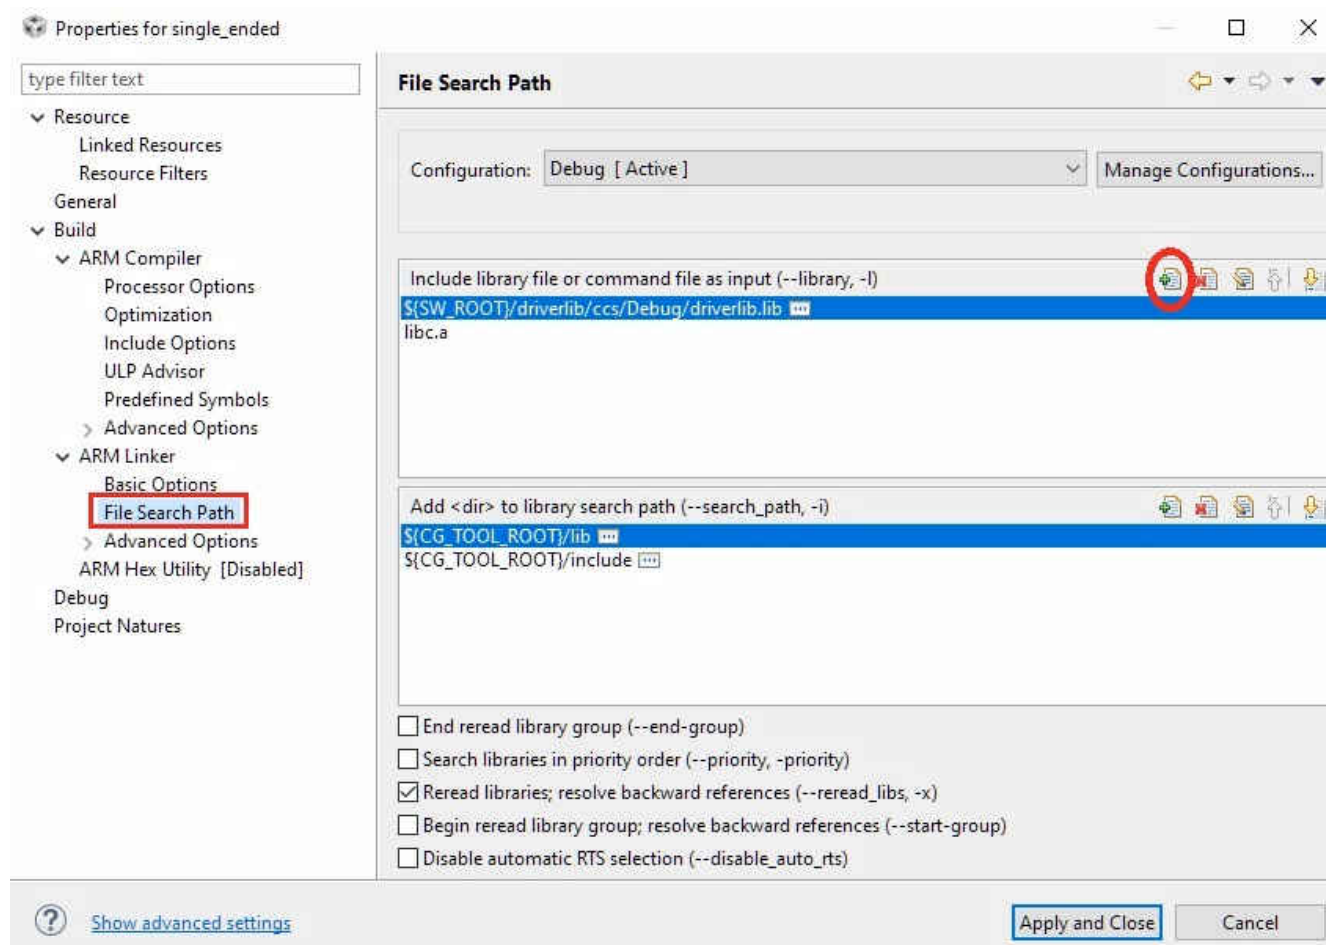 Properties for single_ended
type filter text
Resource
Linked Resources
Resource Filters
General
Build
ARM Compiler
Processor Options
Optimization
Include Options
ULP Advisor
Predefined Symbols
Advanced Options
ARM Linker
Basic Options
File Search Path
Advanced Options
ARM Hex Utility [Disabled]
Debug
Project Natures
File Search Path
Configuration: Debug [ Active ] Manage Configurations...
Include library file or command file as input (--library, -l)
${SW_ROOT}/driverlib/ccs/Debug/driverlib.lib
libc.a
Add <dir> to library search path (--search_path, -i)
${CG_TOOL_ROOT}/lib
${CG_TOOL_ROOT}/include
End reread library group (--end-group)
Search libraries in priority order (--priority, -priority)
Reread libraries; resolve backward references (--reread_libs, -x)
Begin reread library group; resolve backward references (--start-group)
Disable automatic RTS selection (--disable_auto_rts)
? Show advanced settings Apply and Close Cancel